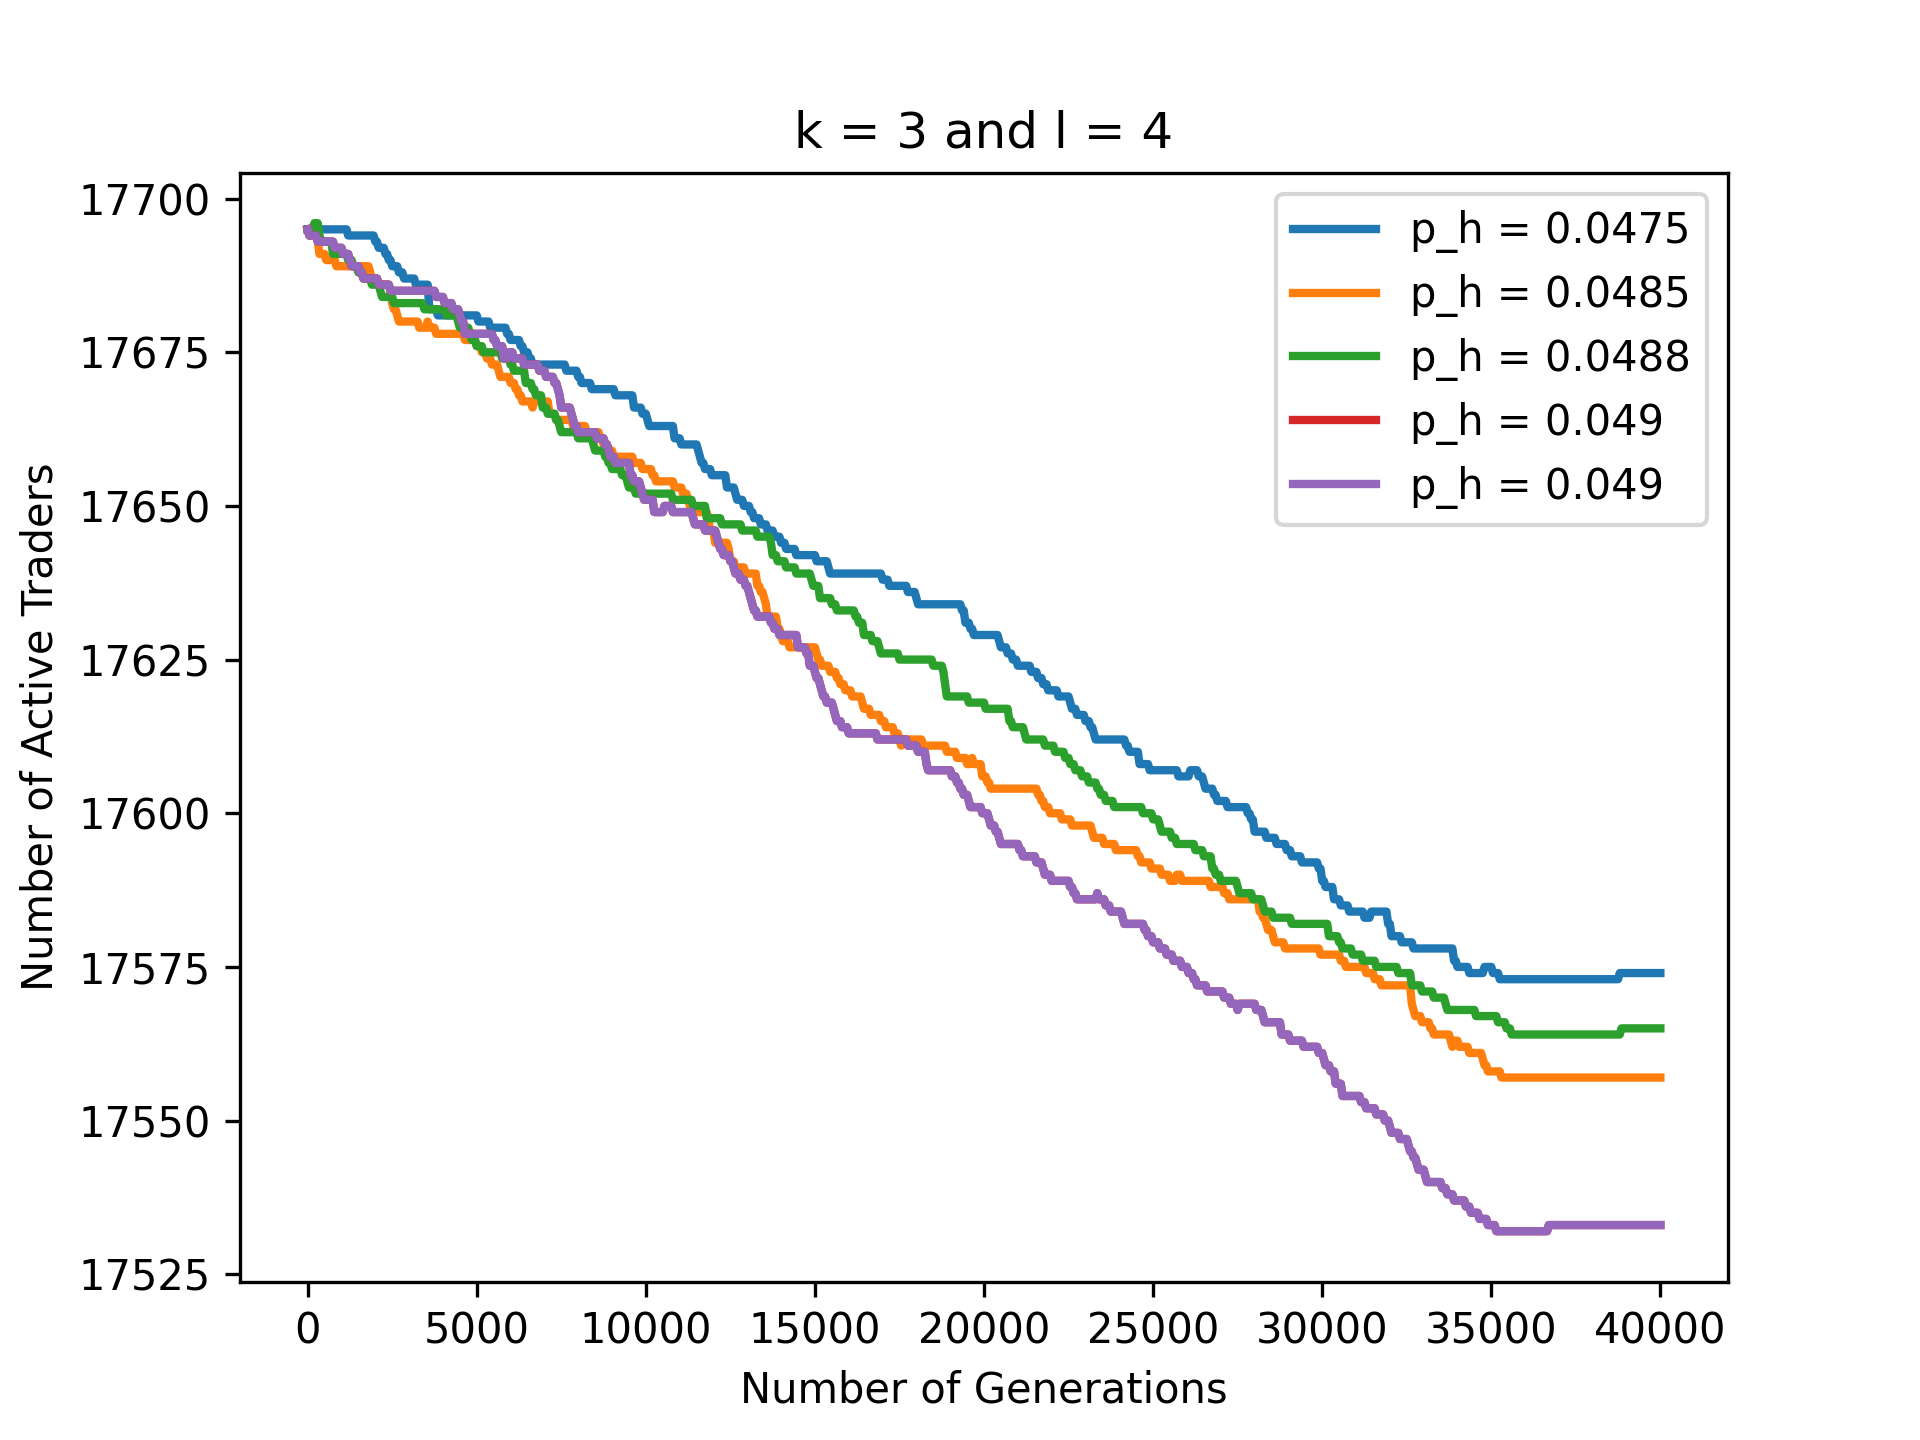 k = 3 and l = 4
p_h = 0.0475
p_h = 0.0485
p_h = 0.0488
p_h = 0.049
p_h = 0.049
Number of Active Traders
17700
17675
17650
17625
17600
17575
17550
17525
0 5000 10000 15000 20000 25000 30000 35000 40000
Number of Generations